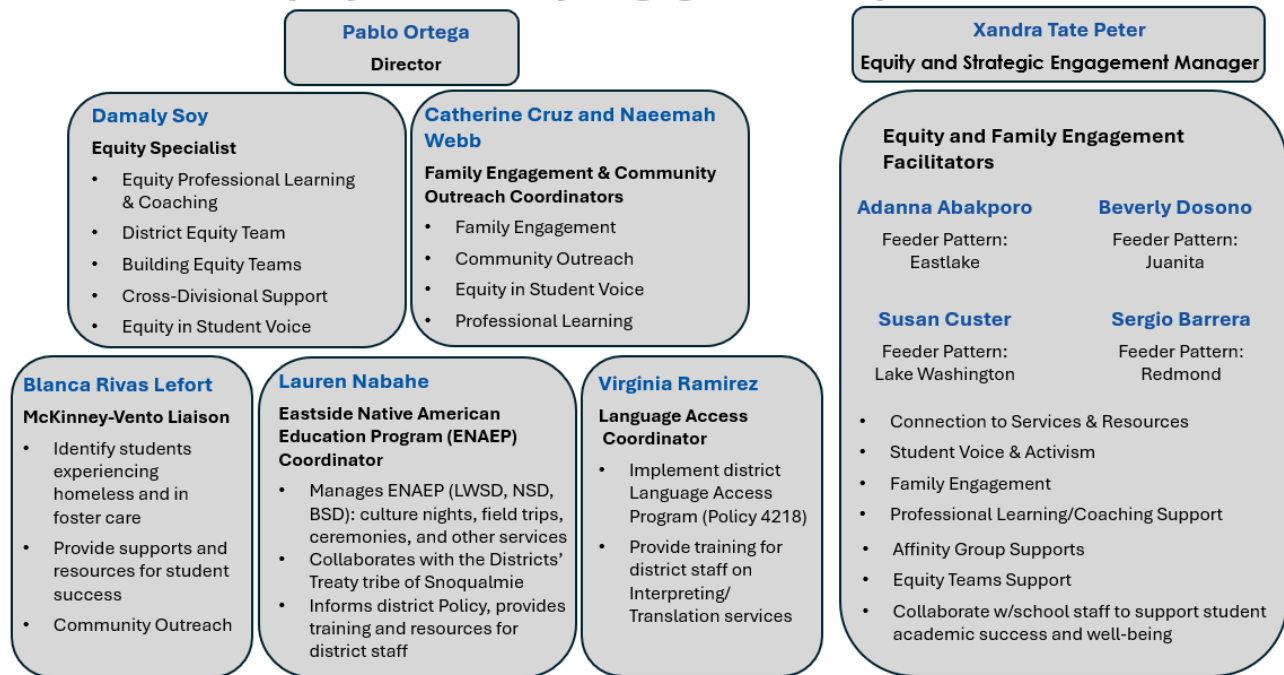 Pablo Ortega
Director
Xandra Tate Peter
Equity and Strategic Engagement Manager
Damaly Soy
Equity Specialist
• Equity Professional Learning
& Coaching
• District Equity Team
• Building Equity Teams
• Cross-Divisional Support
• Equity in Student Voice
Catherine Cruz and Naeemah
Webb
Family Engagement & Community
Outreach Coordinators
• Family Engagement
• Community Outreach
• Equity in Student Voice
• Professional Learning
Blanca Rivas Lefort
McKinney-Vento Liaison
• Identify students
experiencing
homeless and in
foster care
• Provide supports and
resources for student
success
• Community Outreach
Lauren Nabahe
Eastside Native American
Education Program (ENAEP)
Coordinator
• Manages ENAEP (LWSD, NSD,
BSD): culture nights, field trips,
ceremonies, and other services
• Collaborates with the Districts’
Treaty tribe of Snoqualmie
• Informs district Policy, provides
training and resources for
district staff
Virginia Ramirez
Language Access
Coordinator
• Implement district
Language Access
Program (Policy 4218)
• Provide training for
district staff on
Interpreting/
Translation services
Equity and Family Engagement
Facilitators
Adanna Abakporo
Feeder Pattern:
Eastlake
Beverly Dosono
Feeder Pattern:
Juanita
Susan Custer
Feeder Pattern:
Lake Washington
Sergio Barrera
Feeder Pattern:
Redmond
• Connection to Services & Resources
• Student Voice & Activism
• Family Engagement
• Professional Learning/Coaching Support
• Affinity Group Supports
• Equity Teams Support
• Collaborate w/school staff to support student
academic success and well-being